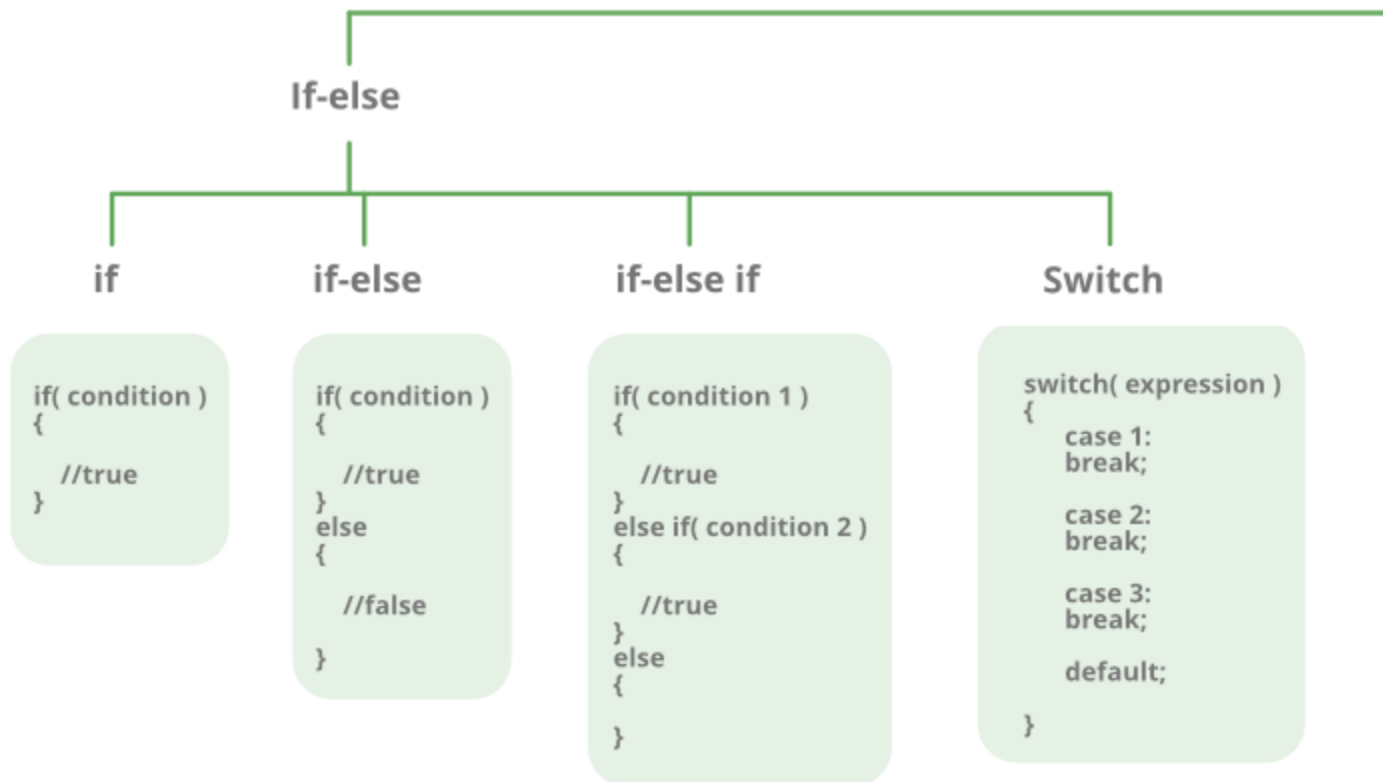 If-else
if
if( condition )
{
//true
}
if-else
if( condition )
{
//true
}
else
{
//false
}
if-else if
if( condition 1 )
{
//true
}
else if( condition 2 )
{
//true
}
else
{
}
Switch
switch( expression )
{
case 1:
break;
case 2:
break;
case 3:
break;
default;
}